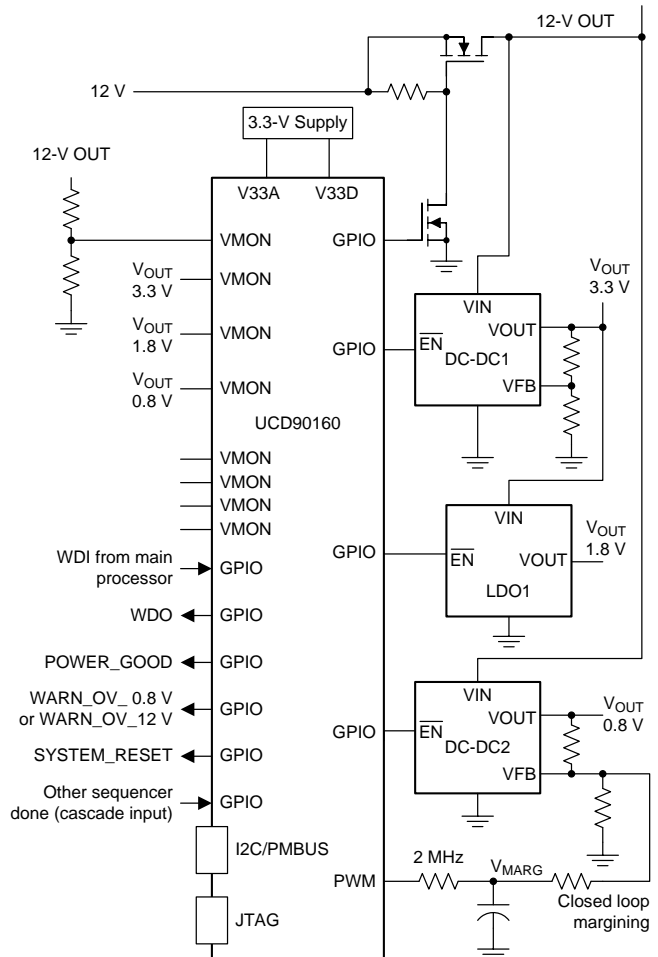 12-V OUT
12 V
3.3-V Supply
12-V OUT
V33A V33D
VMON GPIO
VOUT
3.3 V
VMON
VOUT
3.3 V
VIN
VOUT
GPIO
EN
DC-DC1
VFB
VOUT
1.8 V
VMON
VOUT
0.8 V
VMON
UCD90160
VMON
VMON
VMON
VMON
VIN
VOUT
1.8 V
GPIO
EN
VOUT
LDO1
WDI from main
processor
GPIO
WDO
GPIO
POWER_GOOD
GPIO
WARN_OV_ 0.8 V
or WARN_OV_12 V
GPIO
VIN
VOUT
VOUT
0.8 V
GPIO
EN
DC-DC2
VFB
SYSTEM_RESET
GPIO
Other sequencer
done (cascade input)
GPIO
I2C/PMBUS
PWM
2 MHz
VMARG
Closed loop
margining
JTAG